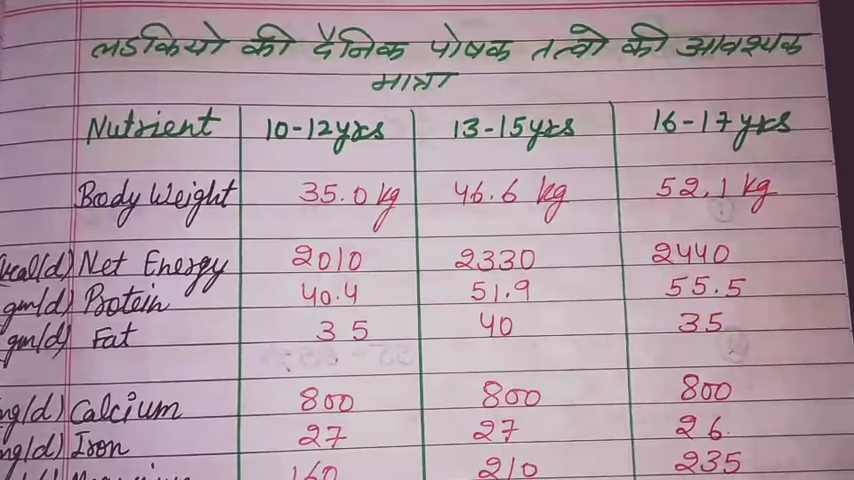 लडकियो की दैनिक पोषक तत्वो की आवश्यक
मात्रा
Nutrient 10-12yrs 13-15yrs 16-17yrs
Body Weight 35.0 kg 46.6 kg 52.1 kg
(kcal/d) Net Energy 2010 2330 2440
gm/d) Protein 40.4 51.9 55.5
gm/d) Fat 35 40 35
mg/d) Calcium 800 800 800
mg/d) Iron 27 27 26.
160 210 235